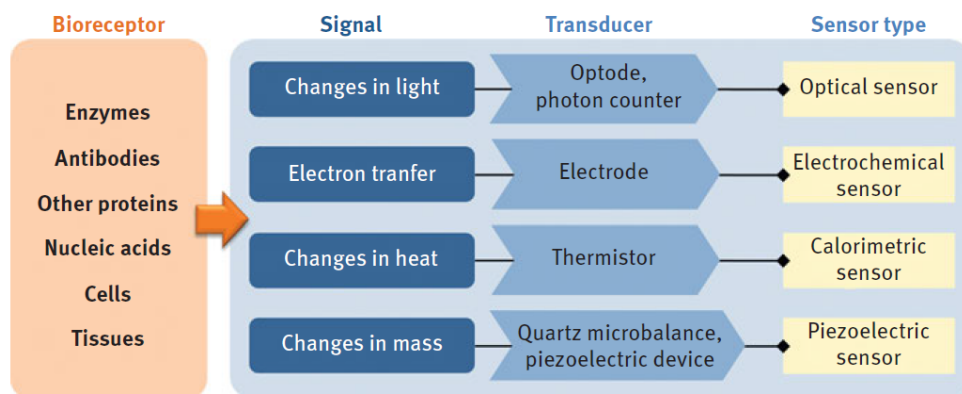 Bioreceptor
Signal
Transducer
Sensor type
Enzymes
Antibodies
Other proteins
Nucleic acids
Cells
Tissues
Changes in light
Optode,
photon counter
Optical sensor
Electron tranfer
Electrode
Electrochemical
sensor
Changes in heat
Thermistor
Calorimetric
sensor
Changes in mass
Quartz microbalance,
piezoelectric device
Piezoelectric
sensor